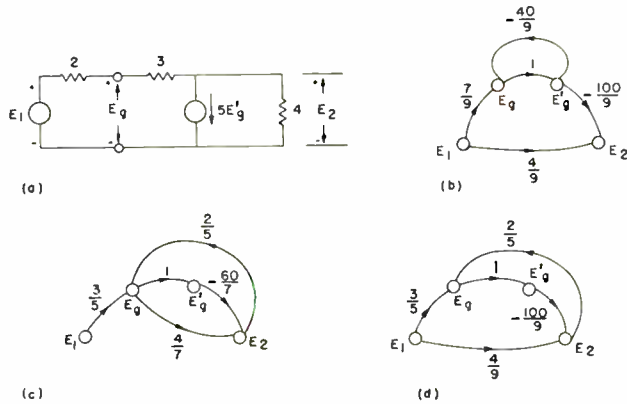 2
3
+
E1
-
+
Eg
-
5E'g
4
+
E2
-
(a)
-40/9
1
7/9
Eg
E'g
-100/9
E1
4/9
E2
(b)
2/5
1
-60/7
3/5
Eg
E'g
E1
4/7
E2
(c)
2/5
1
E'g
3/5
Eg
-100/9
E1
4/9
E2
(d)